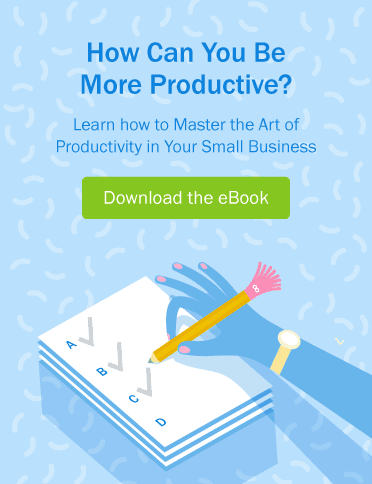 How Can You Be
More Productive?
Learn how to Master the Art of
Productivity in Your Small Business
Download the eBook
A
B
C
D
8